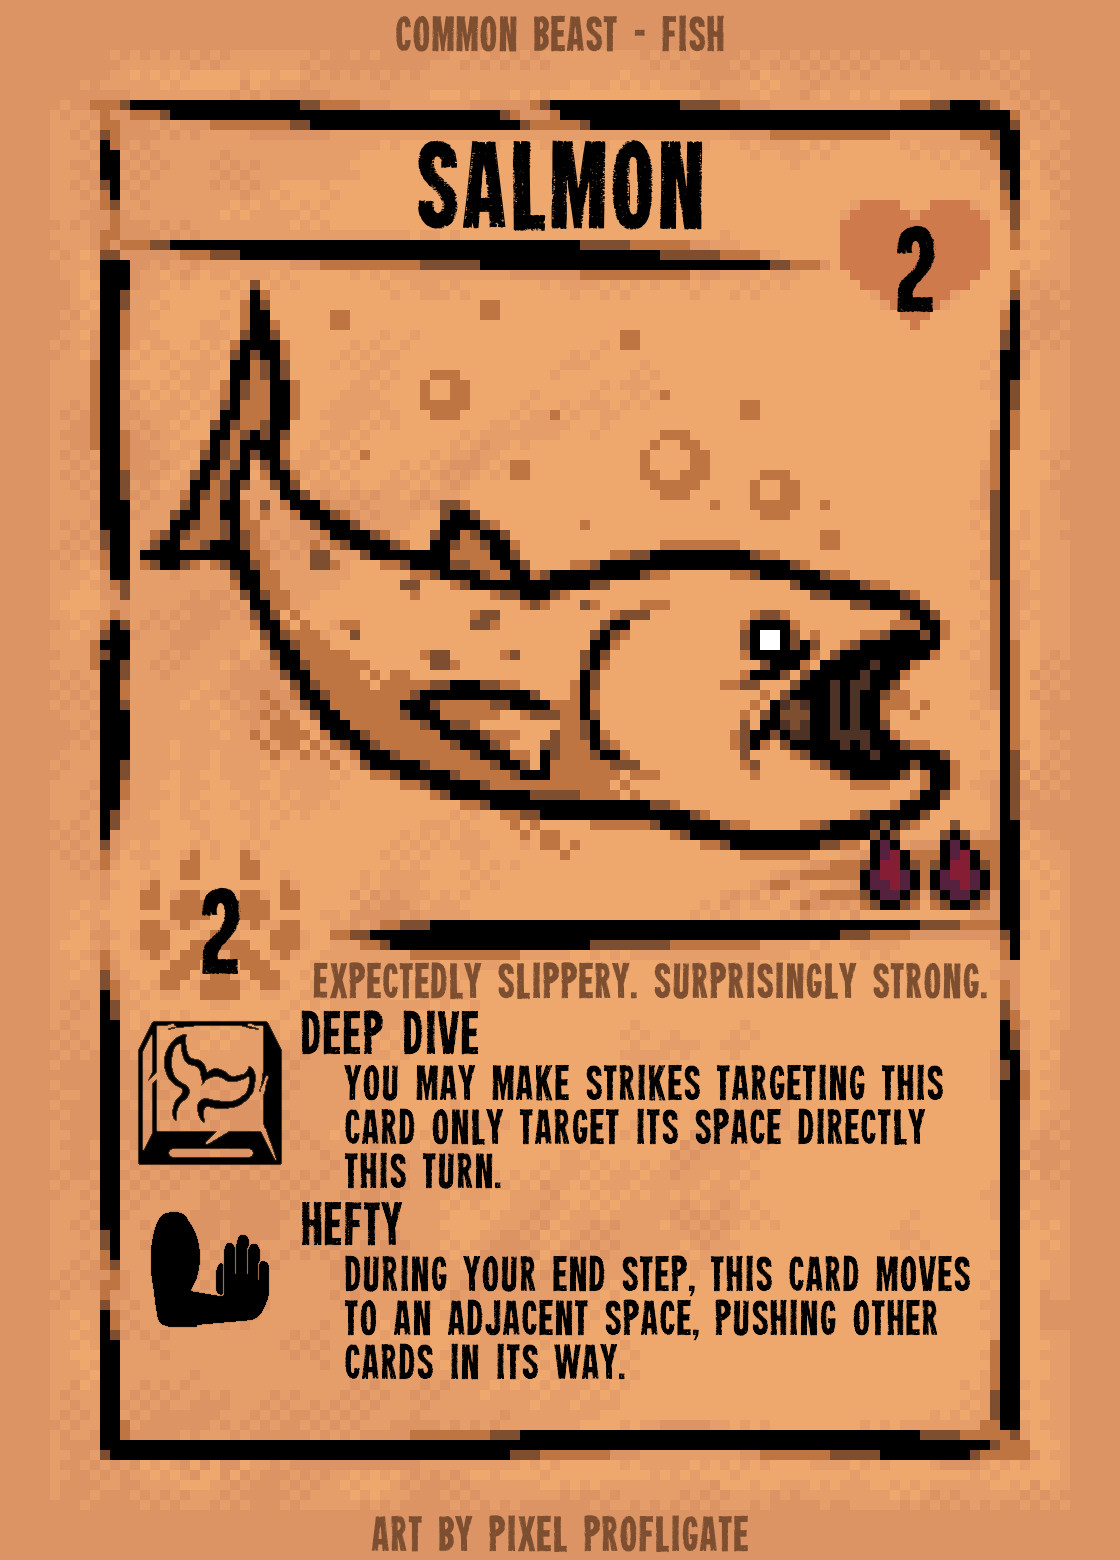 COMMON BEAST - FISH
SALMON
2
2
EXPECTEDLY SLIPPERY. SURPRISINGLY STRONG.
DEEP DIVE
YOU MAY MAKE STRIKES TARGETING THIS
CARD ONLY TARGET ITS SPACE DIRECTLY
THIS TURN.
HEFTY
DURING YOUR END STEP, THIS CARD MOVES
TO AN ADJACENT SPACE, PUSHING OTHER
CARDS IN ITS WAY.
ART BY PIXEL PROFLIGATE